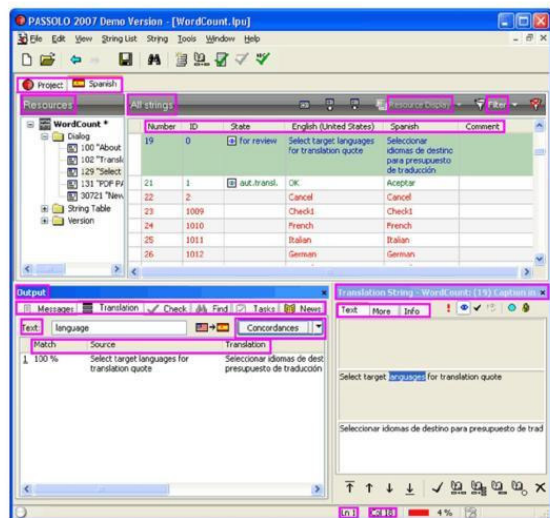 PASSOLO 2007 Demo Version - [WordCount.lpu]
File Edit View String List String Tools Window Help
Project Spanish
Resources All strings Resource Display Filter
WordCount *
Dialog
100 "About
102 "Transl
129 "Select
131 "PDF PA
30721 "New
String Table
Version
Number ID State English (United States) Spanish Comment
19 0 for review Select target languages for translation quote Seleccionar idiomas de destino para presupuesto de traducción
21 1 aut.transl. OK Aceptar
22 2 Cancel Cancel
23 1009 Check1 Check1
24 1010 French French
25 1011 Italian Italian
26 1012 German German
Output
Messages Translation Check Find Tasks News
Text: language Concordances
Match Source Translation
1 100 % Select target languages for translation quote Seleccionar idiomas de dest presupuesto de traducción
Translation String - WordCount: (19) Caption in
Text More Info
Select target languages for translation quote
Seleccionar idiomas de destino para presupuesto de trad
Ln 1 Col 18 4 %